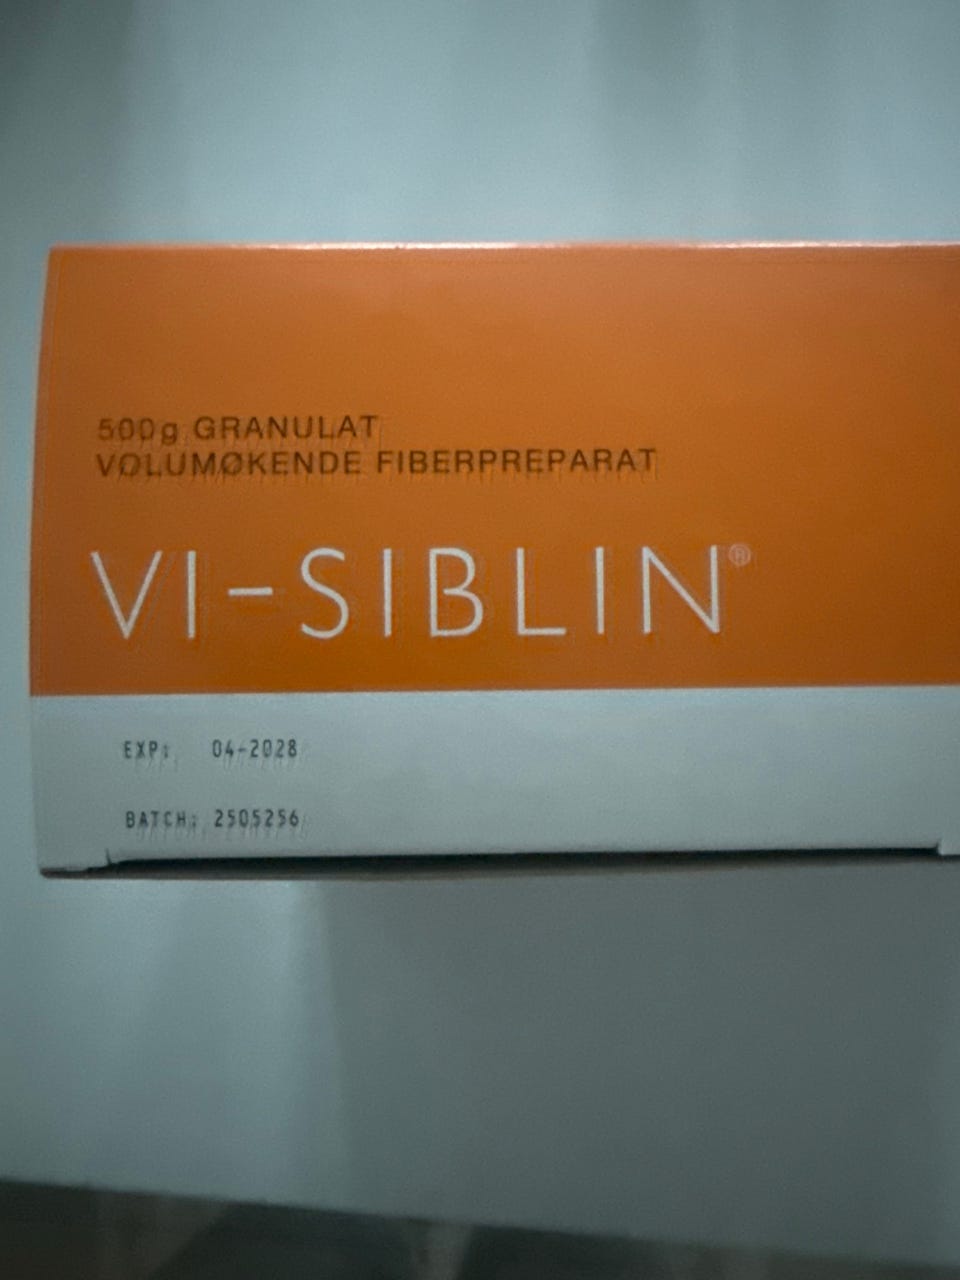 500g GRANULAT
VOLUMØKENDE FIBERPREPARAT
VI-SIBLIN®
EXP: 04-2028
BATCH: 2505256